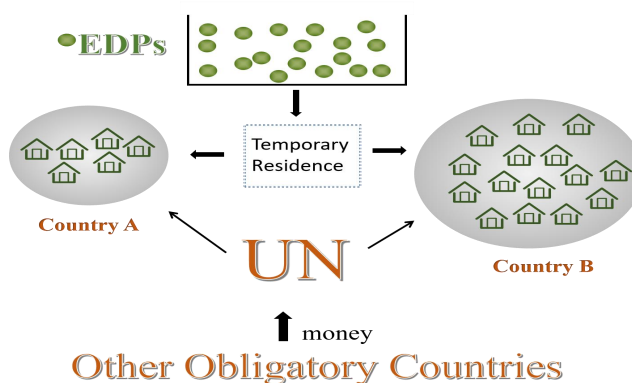 EDPs
Temporary
Residence
Country A
Country B
UN
money
Other Obligatory Countries